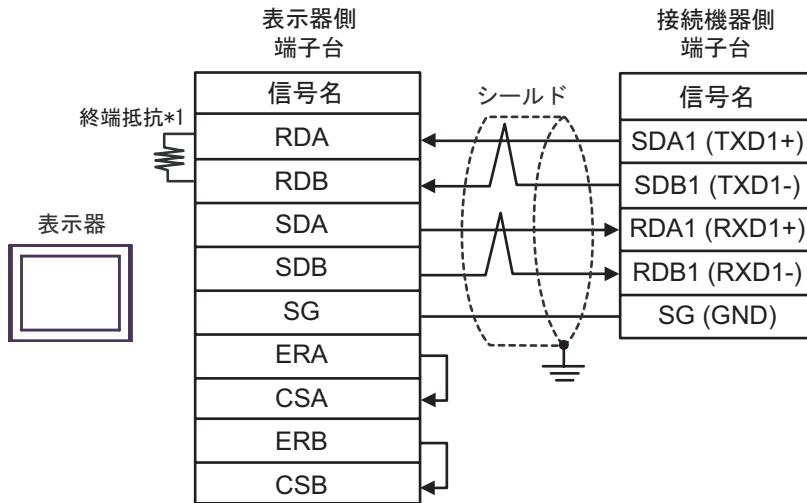 表示器側
端子台
接続機器側
端子台
終端抵抗*1
表示器
信号名
RDA
RDB
SDA
SDB
SG
ERA
CSA
ERB
CSB
シールド
信号名
SDA1 (TXD1+)
SDB1 (TXD1-)
RDA1 (RXD1+)
RDB1 (RXD1-)
SG (GND)